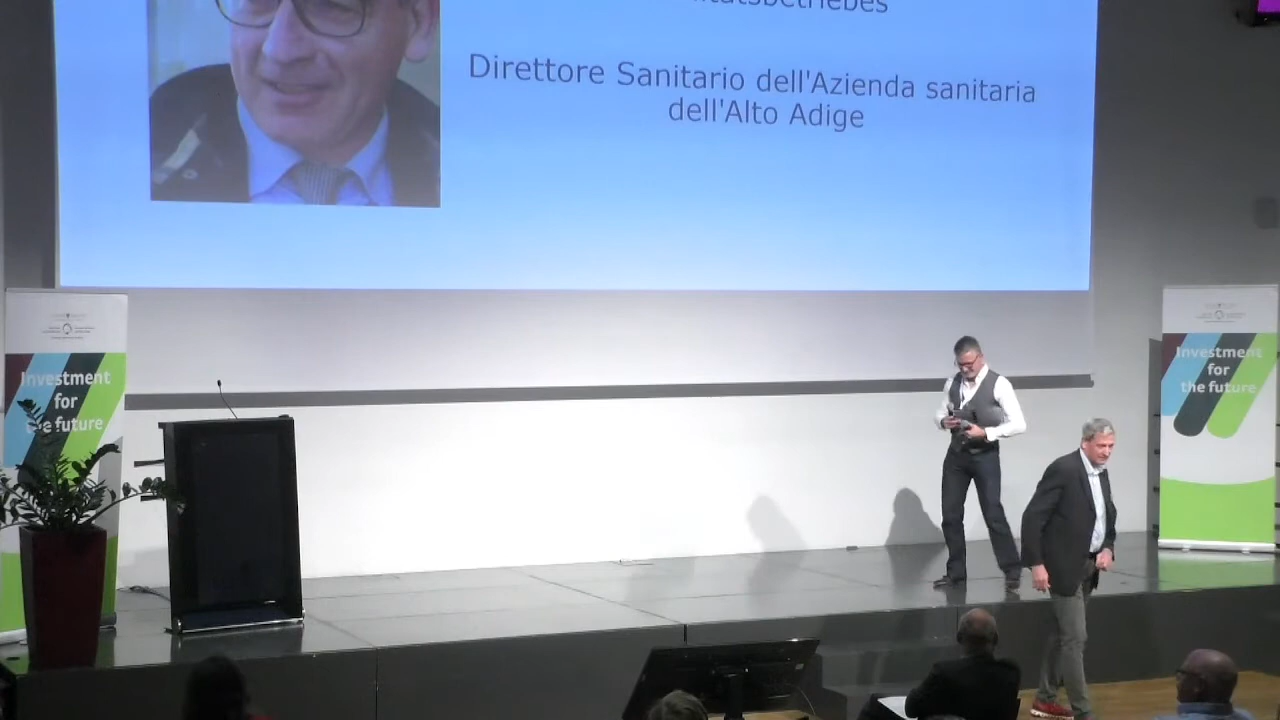 Direttore Sanitario dell'Azienda sanitaria
dell'Alto Adige
Investment
for
the future
Investment
for
the future